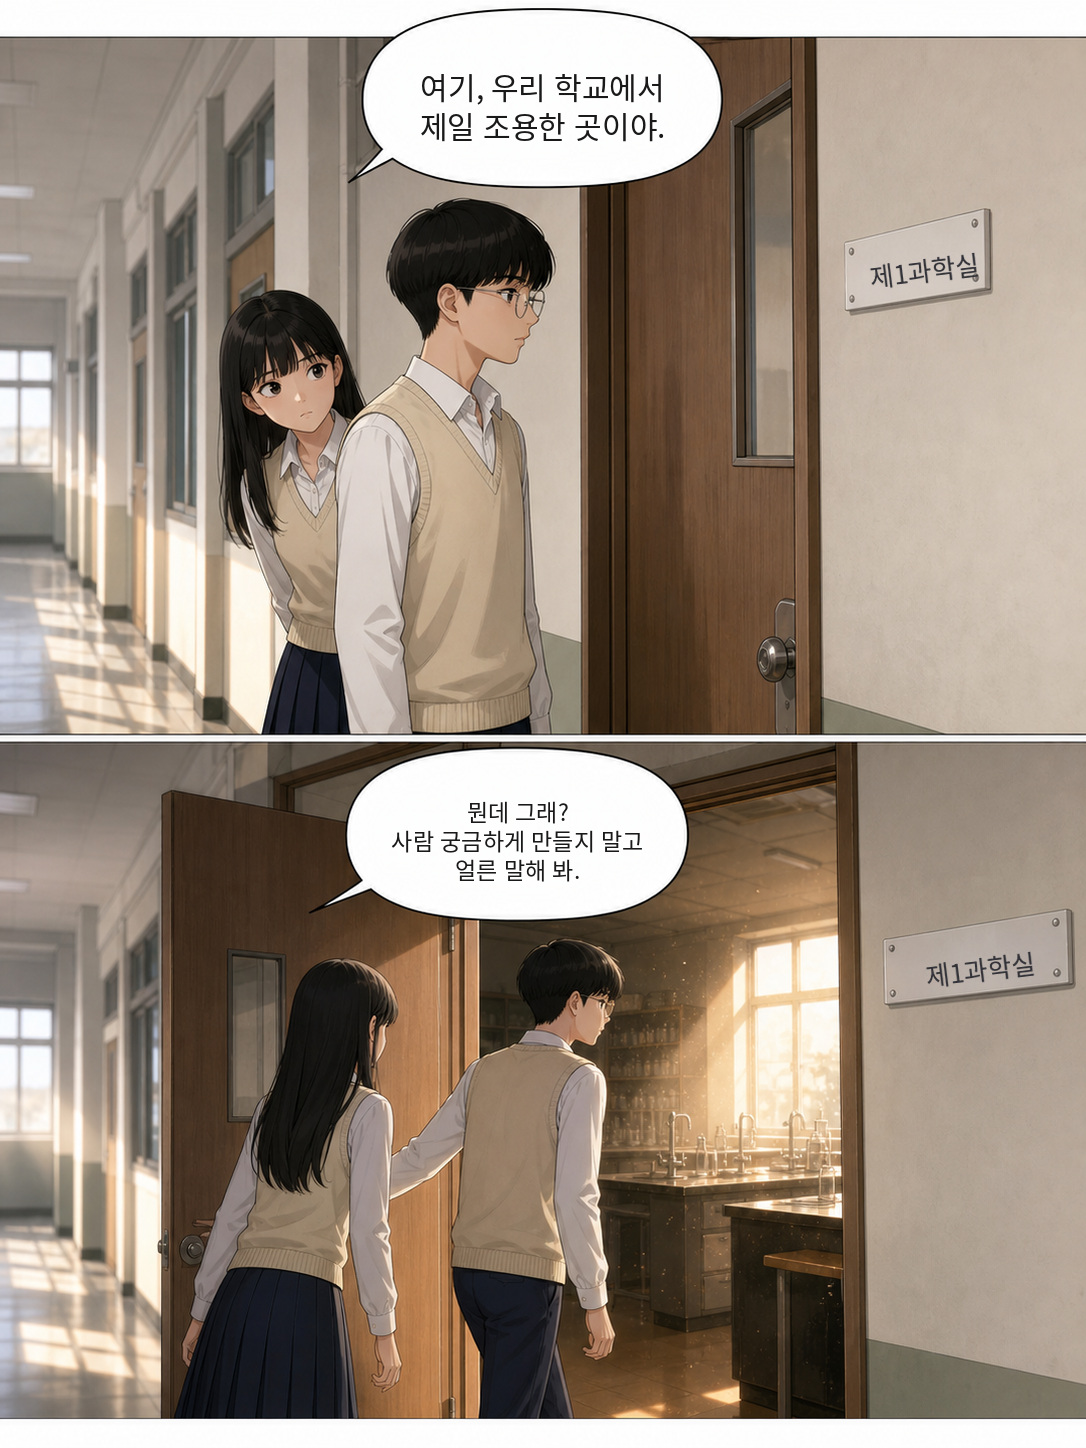 여기, 우리 학교에서
제일 조용한 곳이야.
제1과학실
뭔데 그래?
사람 궁금하게 만들지 말고
얼른 말해 봐.
제1과학실